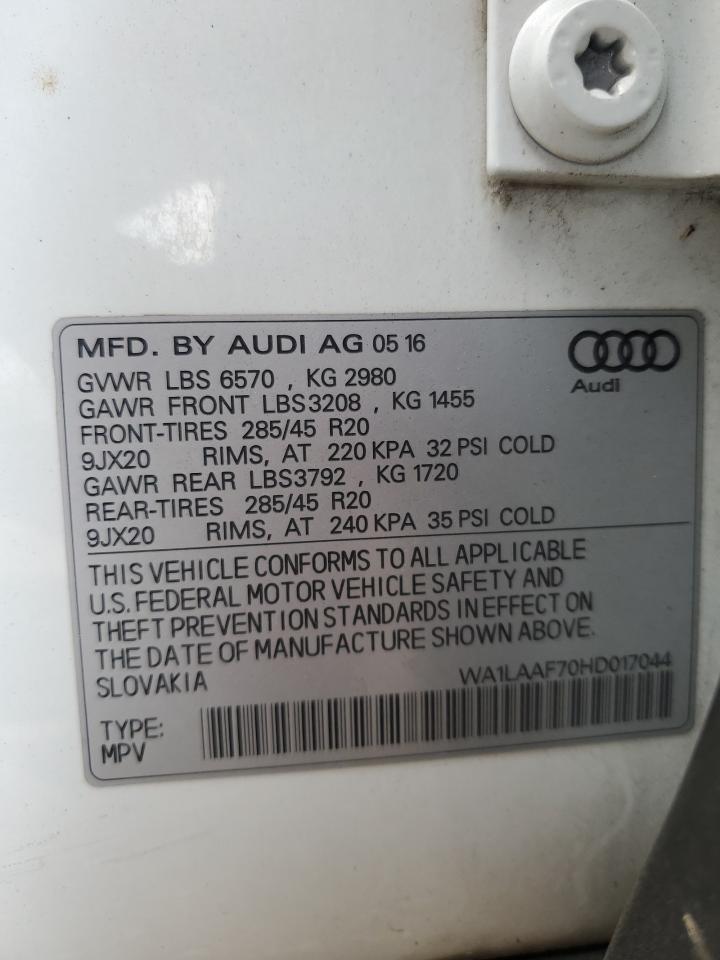 MFD. BY AUDI AG 05 16
Audi
GVWR LBS 6570 , KG 2980
GAWR FRONT LBS3208 , KG 1455
FRONT-TIRES 285/45 R20
9JX20 RIMS, AT 220 KPA 32 PSI COLD
GAWR REAR LBS3792 , KG 1720
REAR-TIRES 285/45 R20
9JX20 RIMS, AT 240 KPA 35 PSI COLD
THIS VEHICLE CONFORMS TO ALL APPLICABLE
U.S. FEDERAL MOTOR VEHICLE SAFETY AND
THEFT PREVENTION STANDARDS IN EFFECT ON
THE DATE OF MANUFACTURE SHOWN ABOVE.
SLOVAKIA WA1LAAF70HD017044
TYPE:
MPV